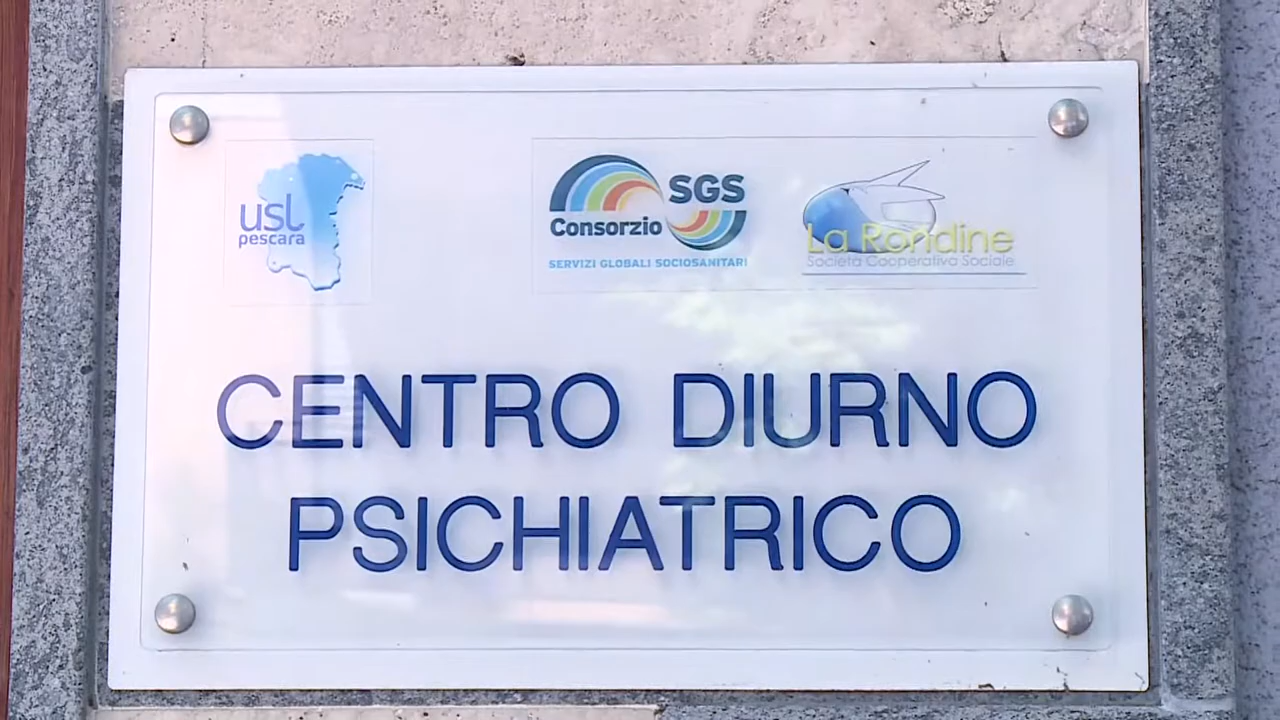 usl
pescara
Consorzio SGS
SERVIZI GLOBALI SOCIOSANITARI
La Rondine
Società Cooperativa Sociale
CENTRO DIURNO
PSICHIATRICO